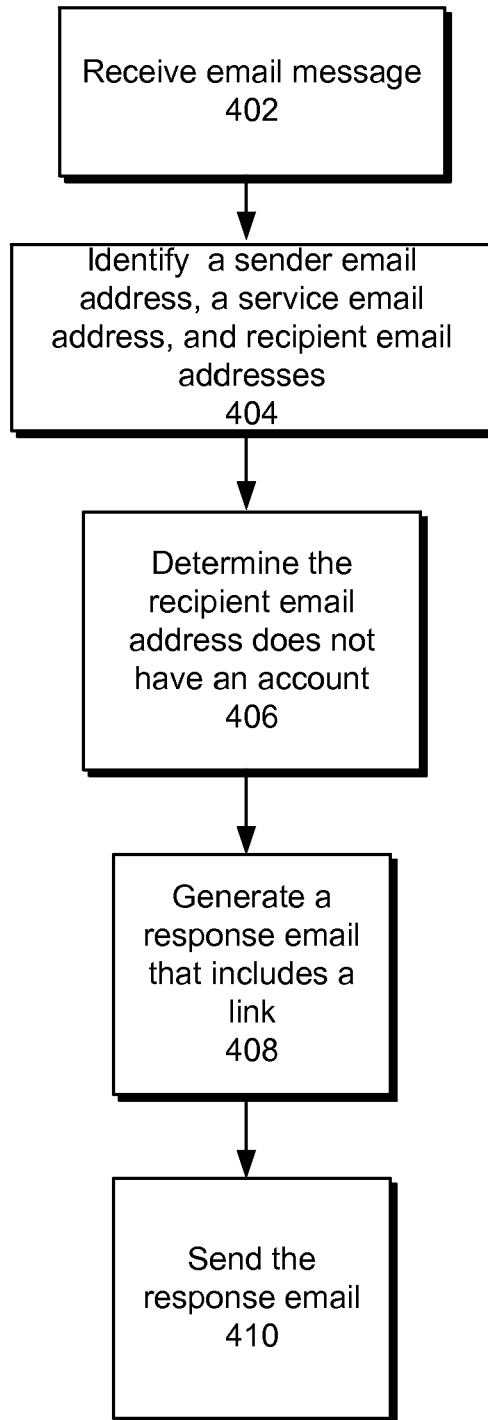 Receive email message
402
Identify a sender email
address, a service email
address, and recipient email
addresses
404
Determine the
recipient email
address does not
have an account
406
Generate a
response email
that includes a
link
408
Send the
response email
410